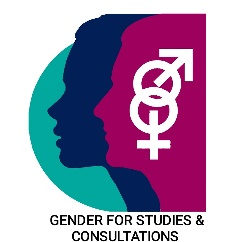 GENDER FOR STUDIES &
CONSULTATIONS